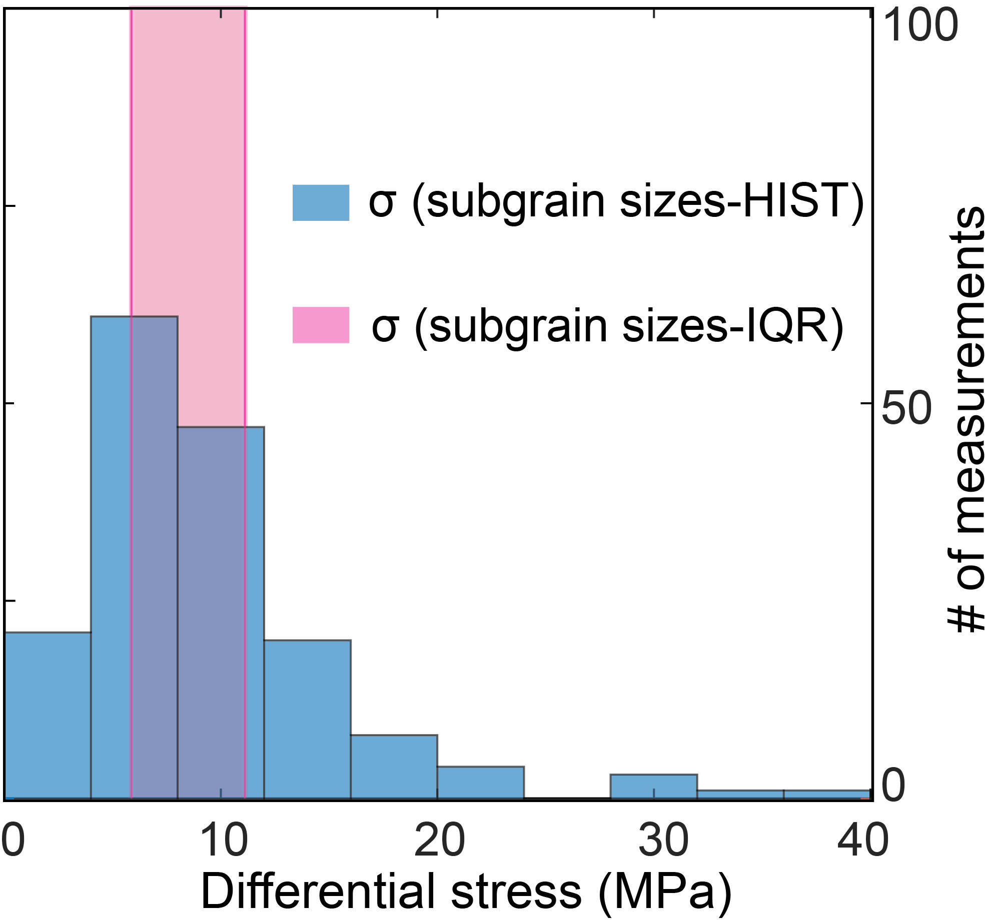 100
σ (subgrain sizes-HIST)
σ (subgrain sizes-IQR)
50
# of measurements
0
0 10 20 30 40
Differential stress (MPa)